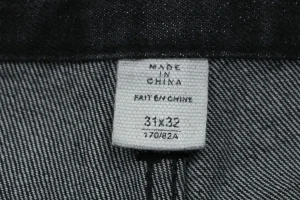 MADE
IN
CHINA
FAIT EN CHINE
31x32
170/82A